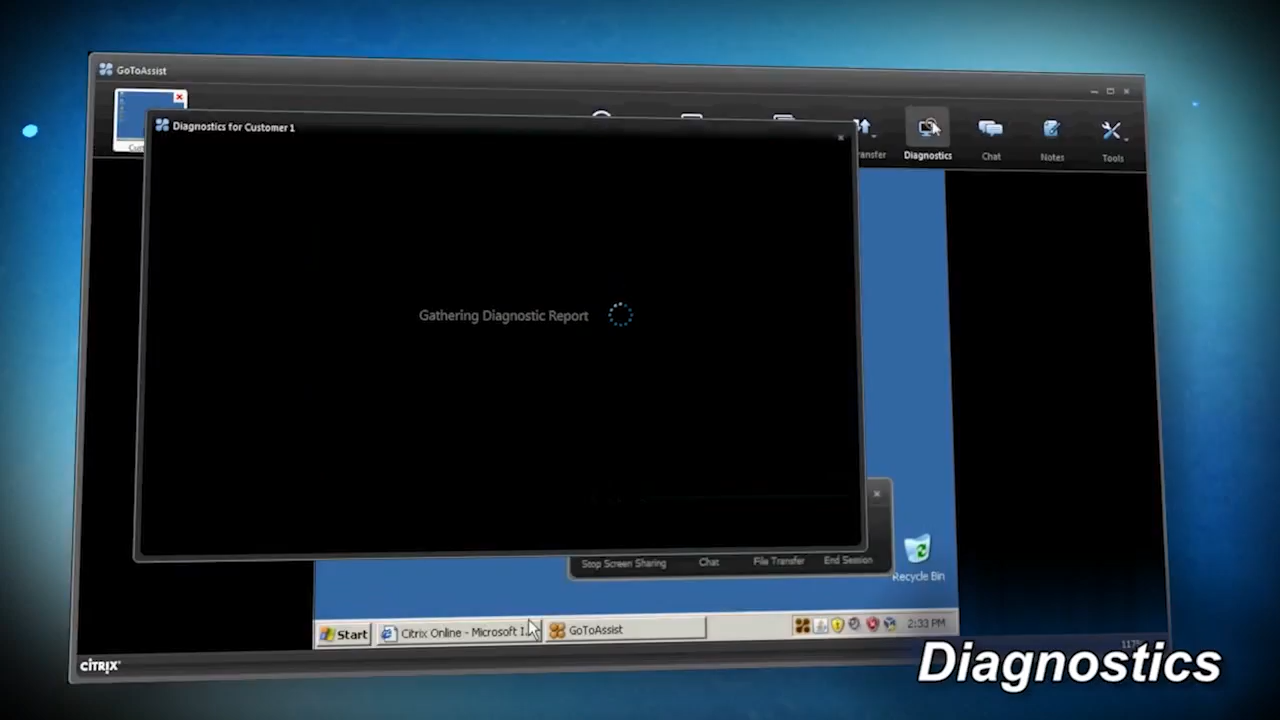 GoToAssist
Diagnostics for Customer 1
Diagnostics
Chat
Notes
Tools
Gathering Diagnostic Report
Stop Screen Sharing
Chat
File Transfer
End Session
Recycle Bin
Start
Citrix Online - Microsoft I...
GoToAssist
2:33 PM
CITRIX
Diagnostics